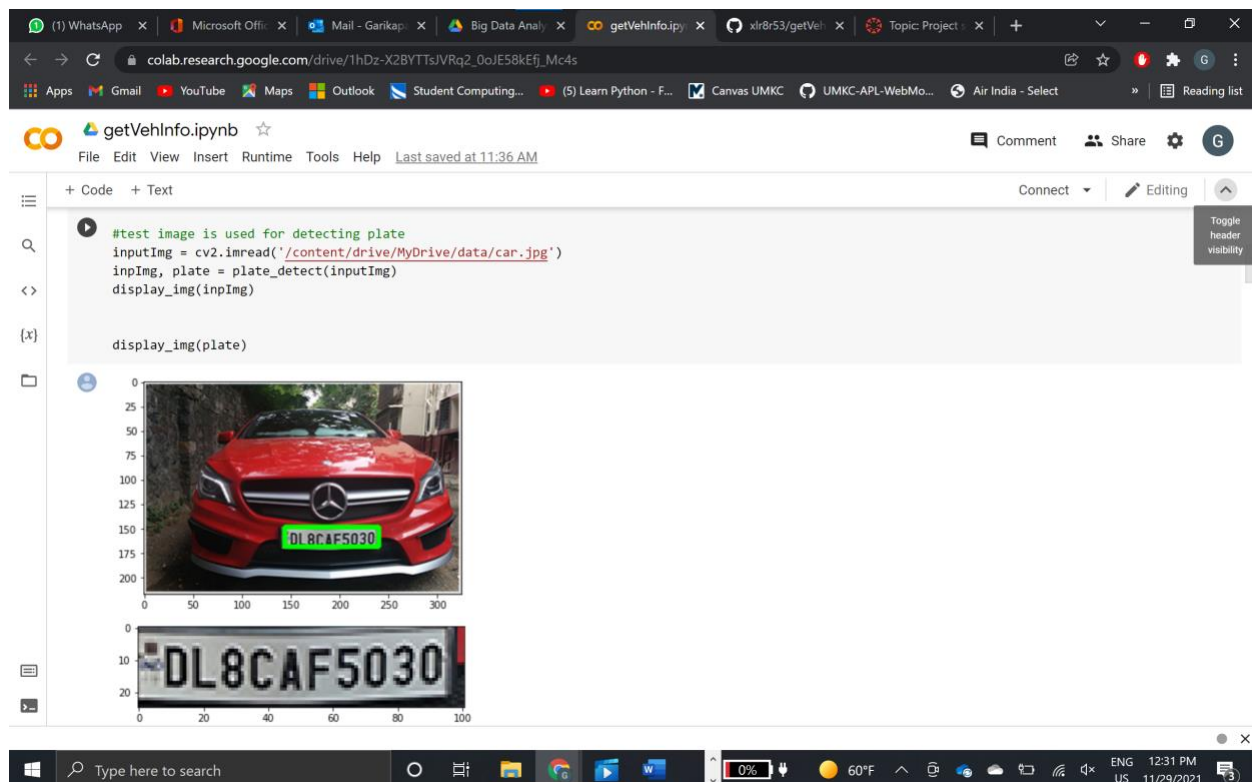 (1) WhatsApp
Microsoft Offic
Mail - Garikap
Big Data Analy
getVehInfo.ipy
xlr8r53/getVeh
Topic: Project
colab.research.google.com/drive/1hDz-X2BYTTsJVRq2_0oJE58kEfj_Mc4s
G
Apps
Gmail
YouTube
Maps
Outlook
Student Computing...
(5) Learn Python - F...
Canvas UMKC
UMKC-APL-WebMo...
Air India - Select
»
Reading list
getVehInfo.ipynb
File Edit View Insert Runtime Tools Help Last saved at 11:36 AM
Comment
Share
G
+ Code + Text
Connect
Editing
Toggle
header
visibility
#test image is used for detecting plate
inputImg = cv2.imread('/content/drive/MyDrive/data/car.jpg')
inpImg, plate = plate_detect(inputImg)
display_img(inpImg)
display_img(plate)
{x}
0
25
50
75
100
125
150
175
200
DL8CAF5030
0 50 100 150 200 250 300
0
10
20
DL8CAF5030
0 20 40 60 80 100
Type here to search
0%
60°F
ENG
US
12:31 PM
11/29/2021
3